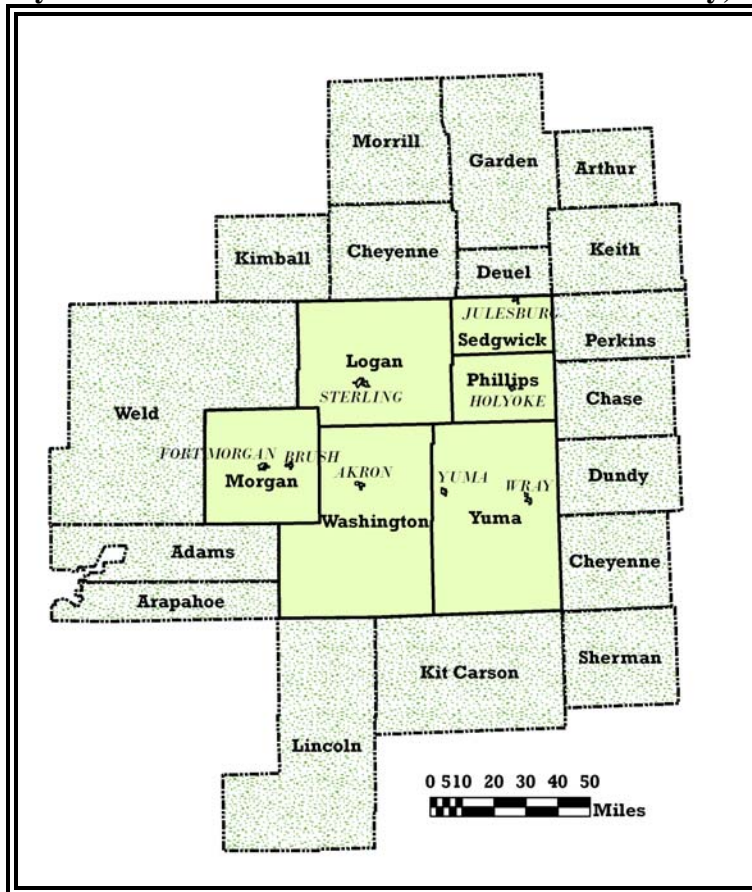 Morrill
Garden
Arthur
Kimball
Cheyenne
Deuel
Keith
JULESBURG
Sedgwick
Perkins
Logan
STERLING
Phillips
HOLYOKE
Chase
Weld
FORT MORGAN
BRUSH
Morgan
AKRON
Washington
YUMA
WRAY
Yuma
Dundy
Adams
Cheyenne
Arapahoe
Kit Carson
Sherman
Lincoln
0 5 10 20 30 40 50
Miles